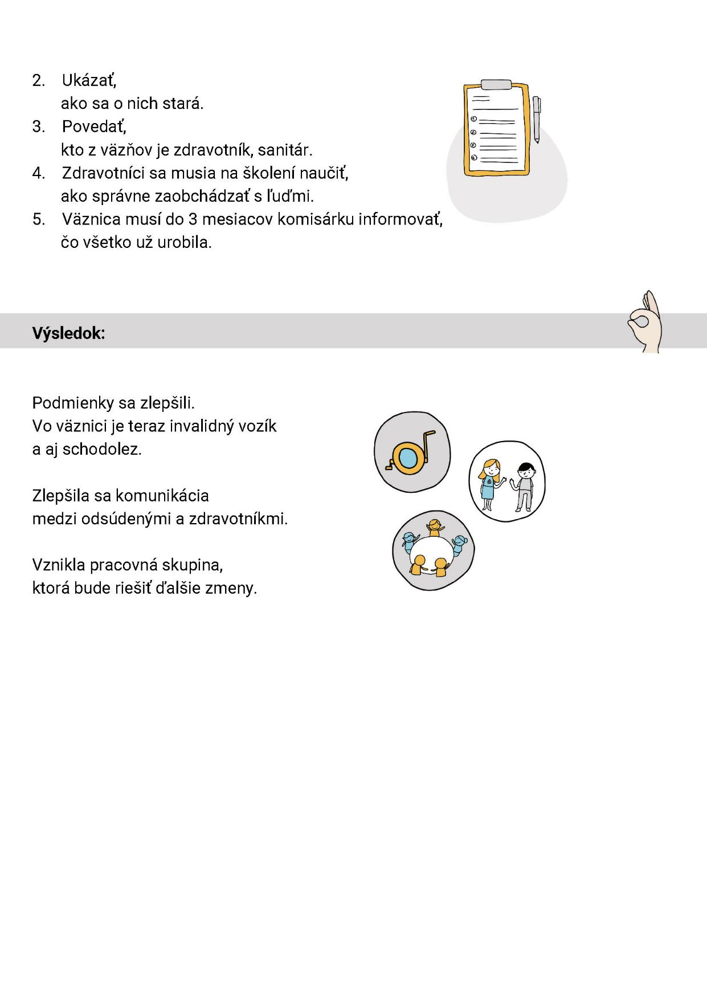 2. Ukázať,
ako sa o nich stará.
3. Povedať,
kto z väzňov je zdravotník, sanitár.
4. Zdravotníci sa musia na školení naučiť,
ako správne zaobchádzať s ľuďmi.
5. Väznica musí do 3 mesiacov komisárku informovať,
čo všetko už urobila.
Výsledok:
Podmienky sa zlepšili.
Vo väznici je teraz invalidný vozík
a aj schodolez.
Zlepšila sa komunikácia
medzi odsúdenými a zdravotníkmi.
Vznikla pracovná skupina,
ktorá bude riešiť ďalšie zmeny.